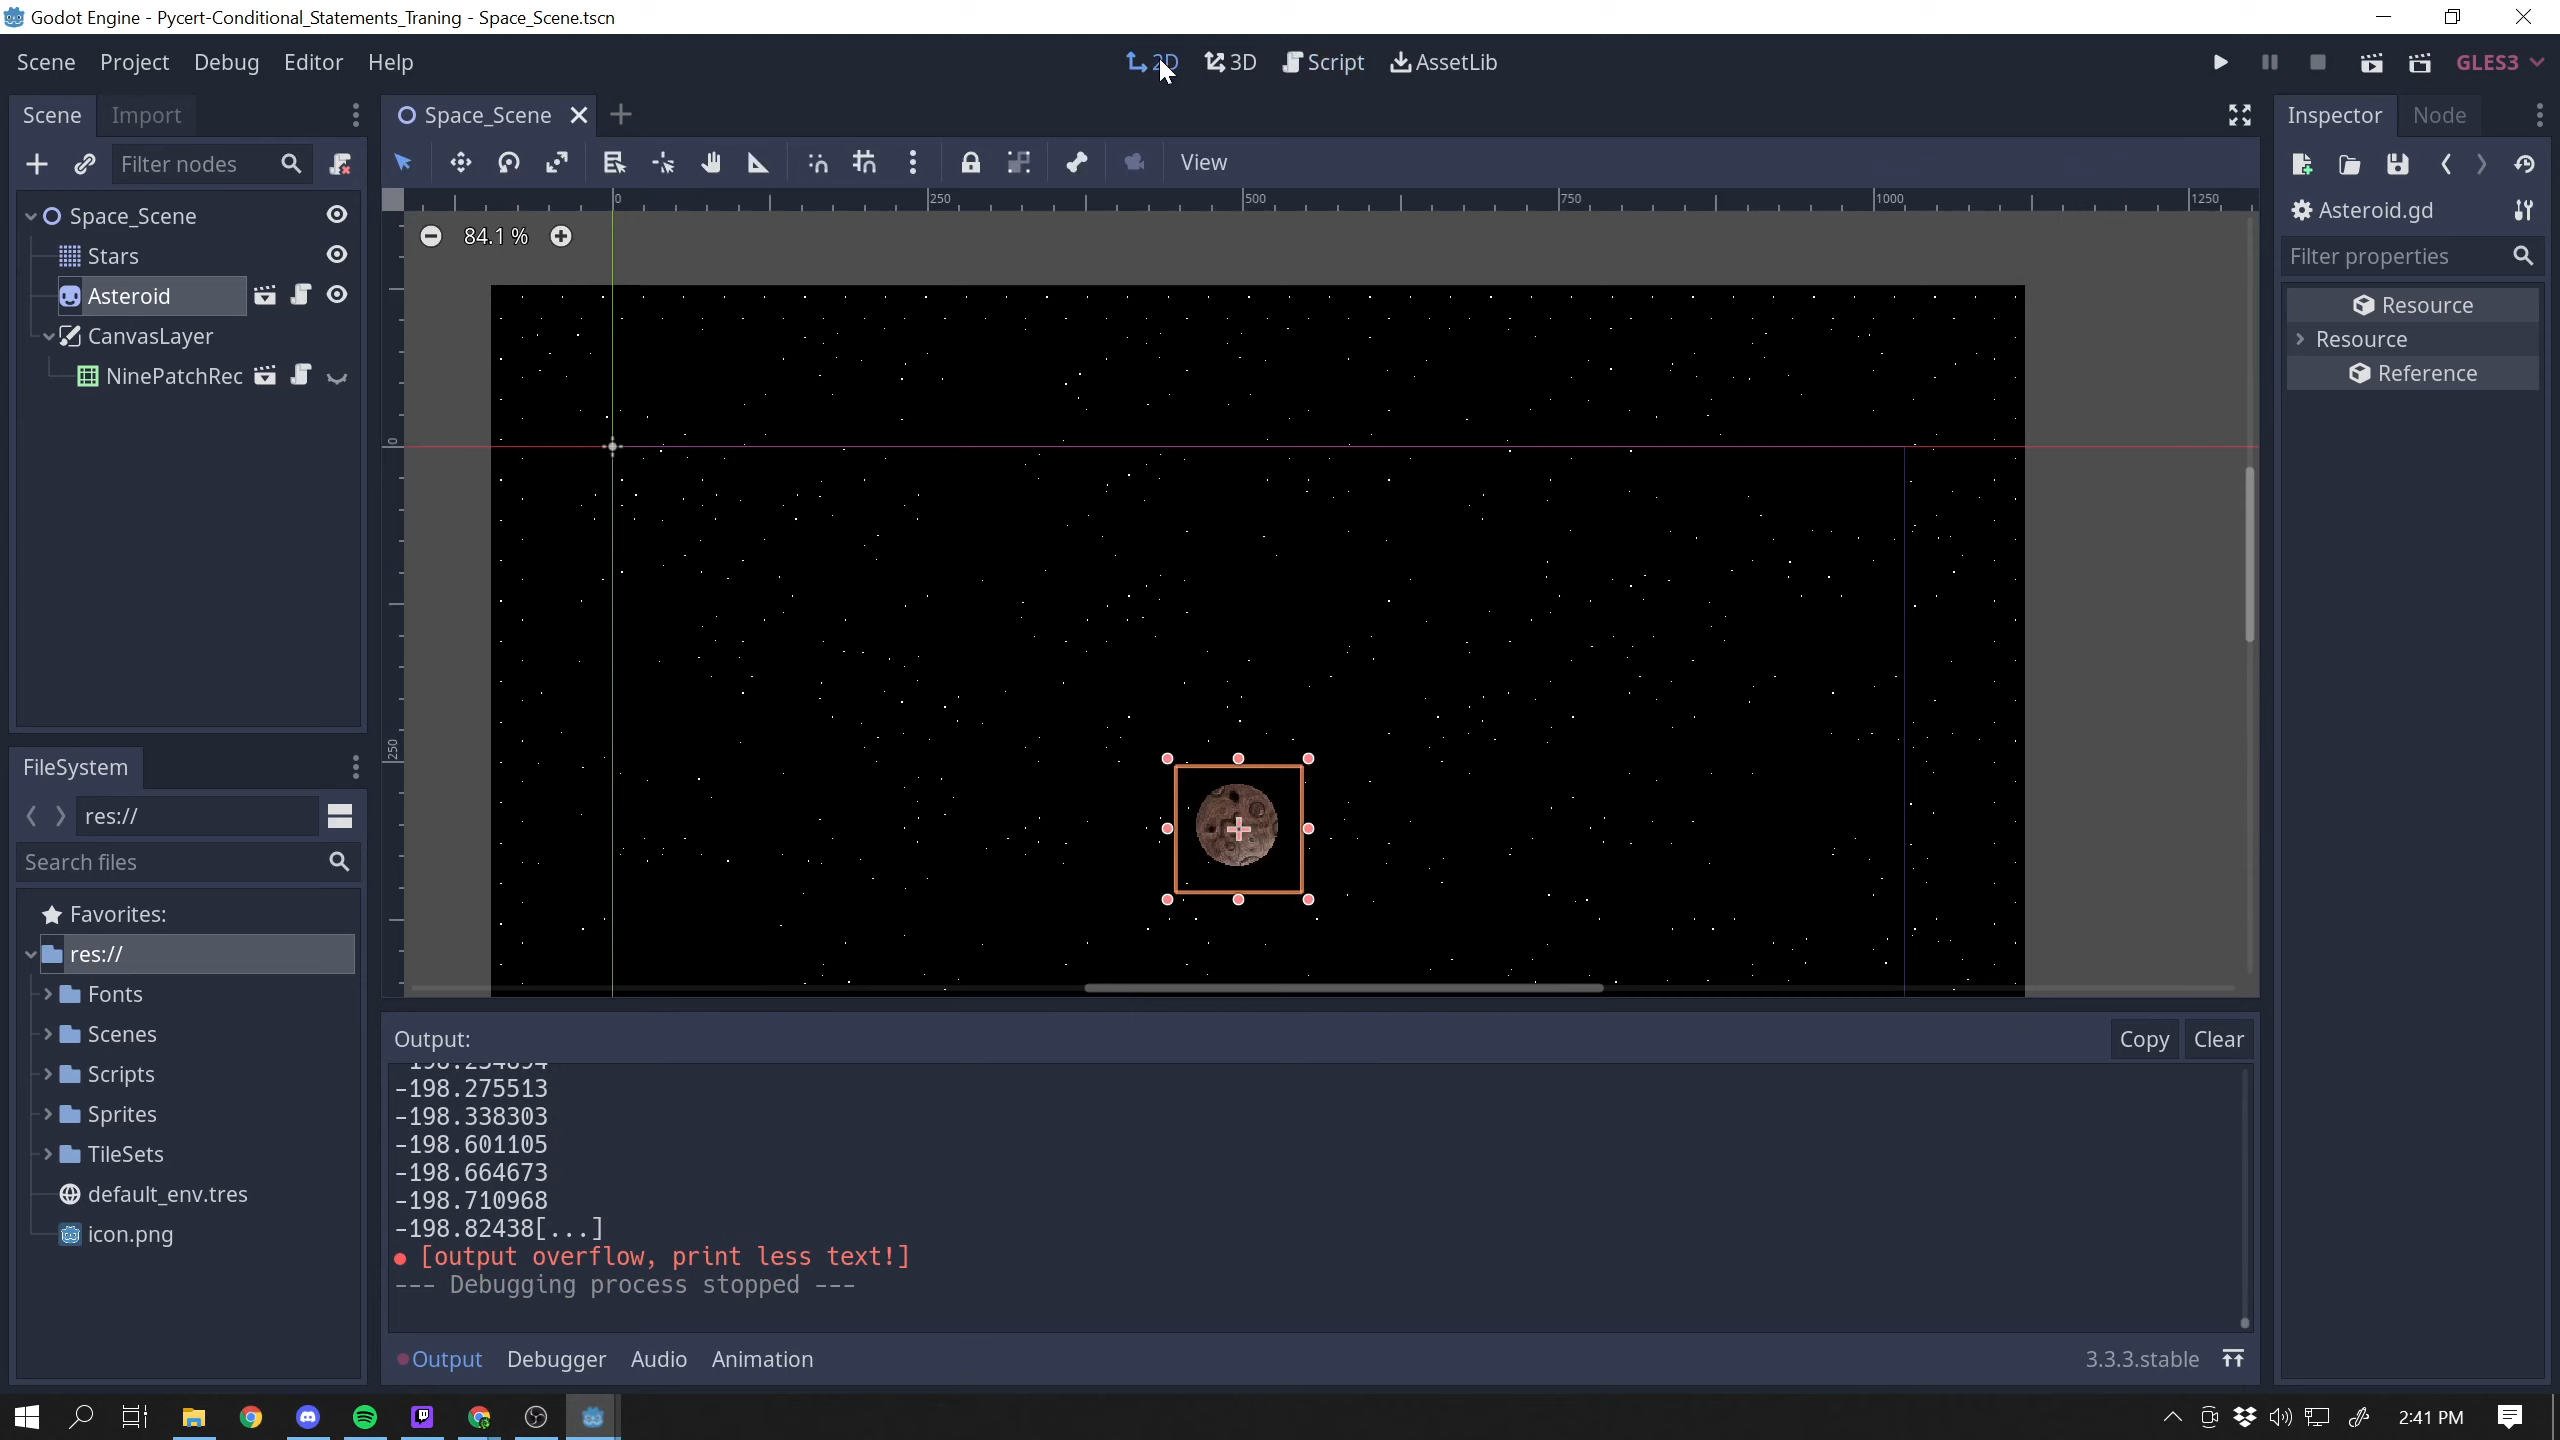 Godot Engine - Pycert-Conditional_Statements_Traning - Space_Scene.tscn
Scene Project Debug Editor Help
2D 3D Script AssetLib
GLES3
Scene Import
Space_Scene
Inspector Node
Filter nodes
View
Asteroid.gd
Filter properties
Space_Scene
Stars
Asteroid
CanvasLayer
NinePatchRec
0 250 500 750 1000 1250
84.1 %
0
250
Resource
Resource
Reference
FileSystem
res://
Search files
Favorites:
res://
Fonts
Scenes
Scripts
Sprites
TileSets
default_env.tres
icon.png
Output:
Copy Clear
-198.275513
-198.338303
-198.601105
-198.664673
-198.710968
-198.82438[...]
[output overflow, print less text!]
--- Debugging process stopped ---
Output Debugger Audio Animation
3.3.3.stable
2:41 PM